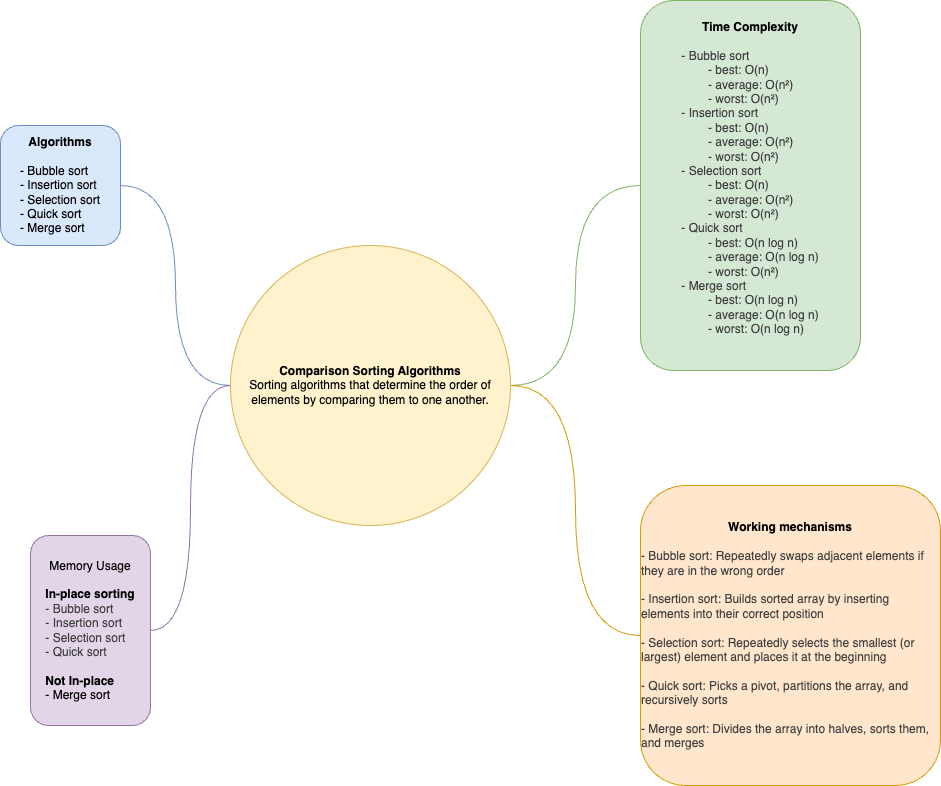 Algorithms
- Bubble sort
- Insertion sort
- Selection sort
- Quick sort
- Merge sort
Comparison Sorting Algorithms
Sorting algorithms that determine the order of
elements by comparing them to one another.
Time Complexity
- Bubble sort
- best: O(n)
- average: O(n²)
- worst: O(n²)
- Insertion sort
- best: O(n)
- average: O(n²)
- worst: O(n²)
- Selection sort
- best: O(n)
- average: O(n²)
- worst: O(n²)
- Quick sort
- best: O(n log n)
- average: O(n log n)
- worst: O(n²)
- Merge sort
- best: O(n log n)
- average: O(n log n)
- worst: O(n log n)
Memory Usage
In-place sorting
- Bubble sort
- Insertion sort
- Selection sort
- Quick sort
Not In-place
- Merge sort
Working mechanisms
- Bubble sort: Repeatedly swaps adjacent elements if
they are in the wrong order
- Insertion sort: Builds sorted array by inserting
elements into their correct position
- Selection sort: Repeatedly selects the smallest (or
largest) element and places it at the beginning
- Quick sort: Picks a pivot, partitions the array, and
recursively sorts
- Merge sort: Divides the array into halves, sorts them,
and merges